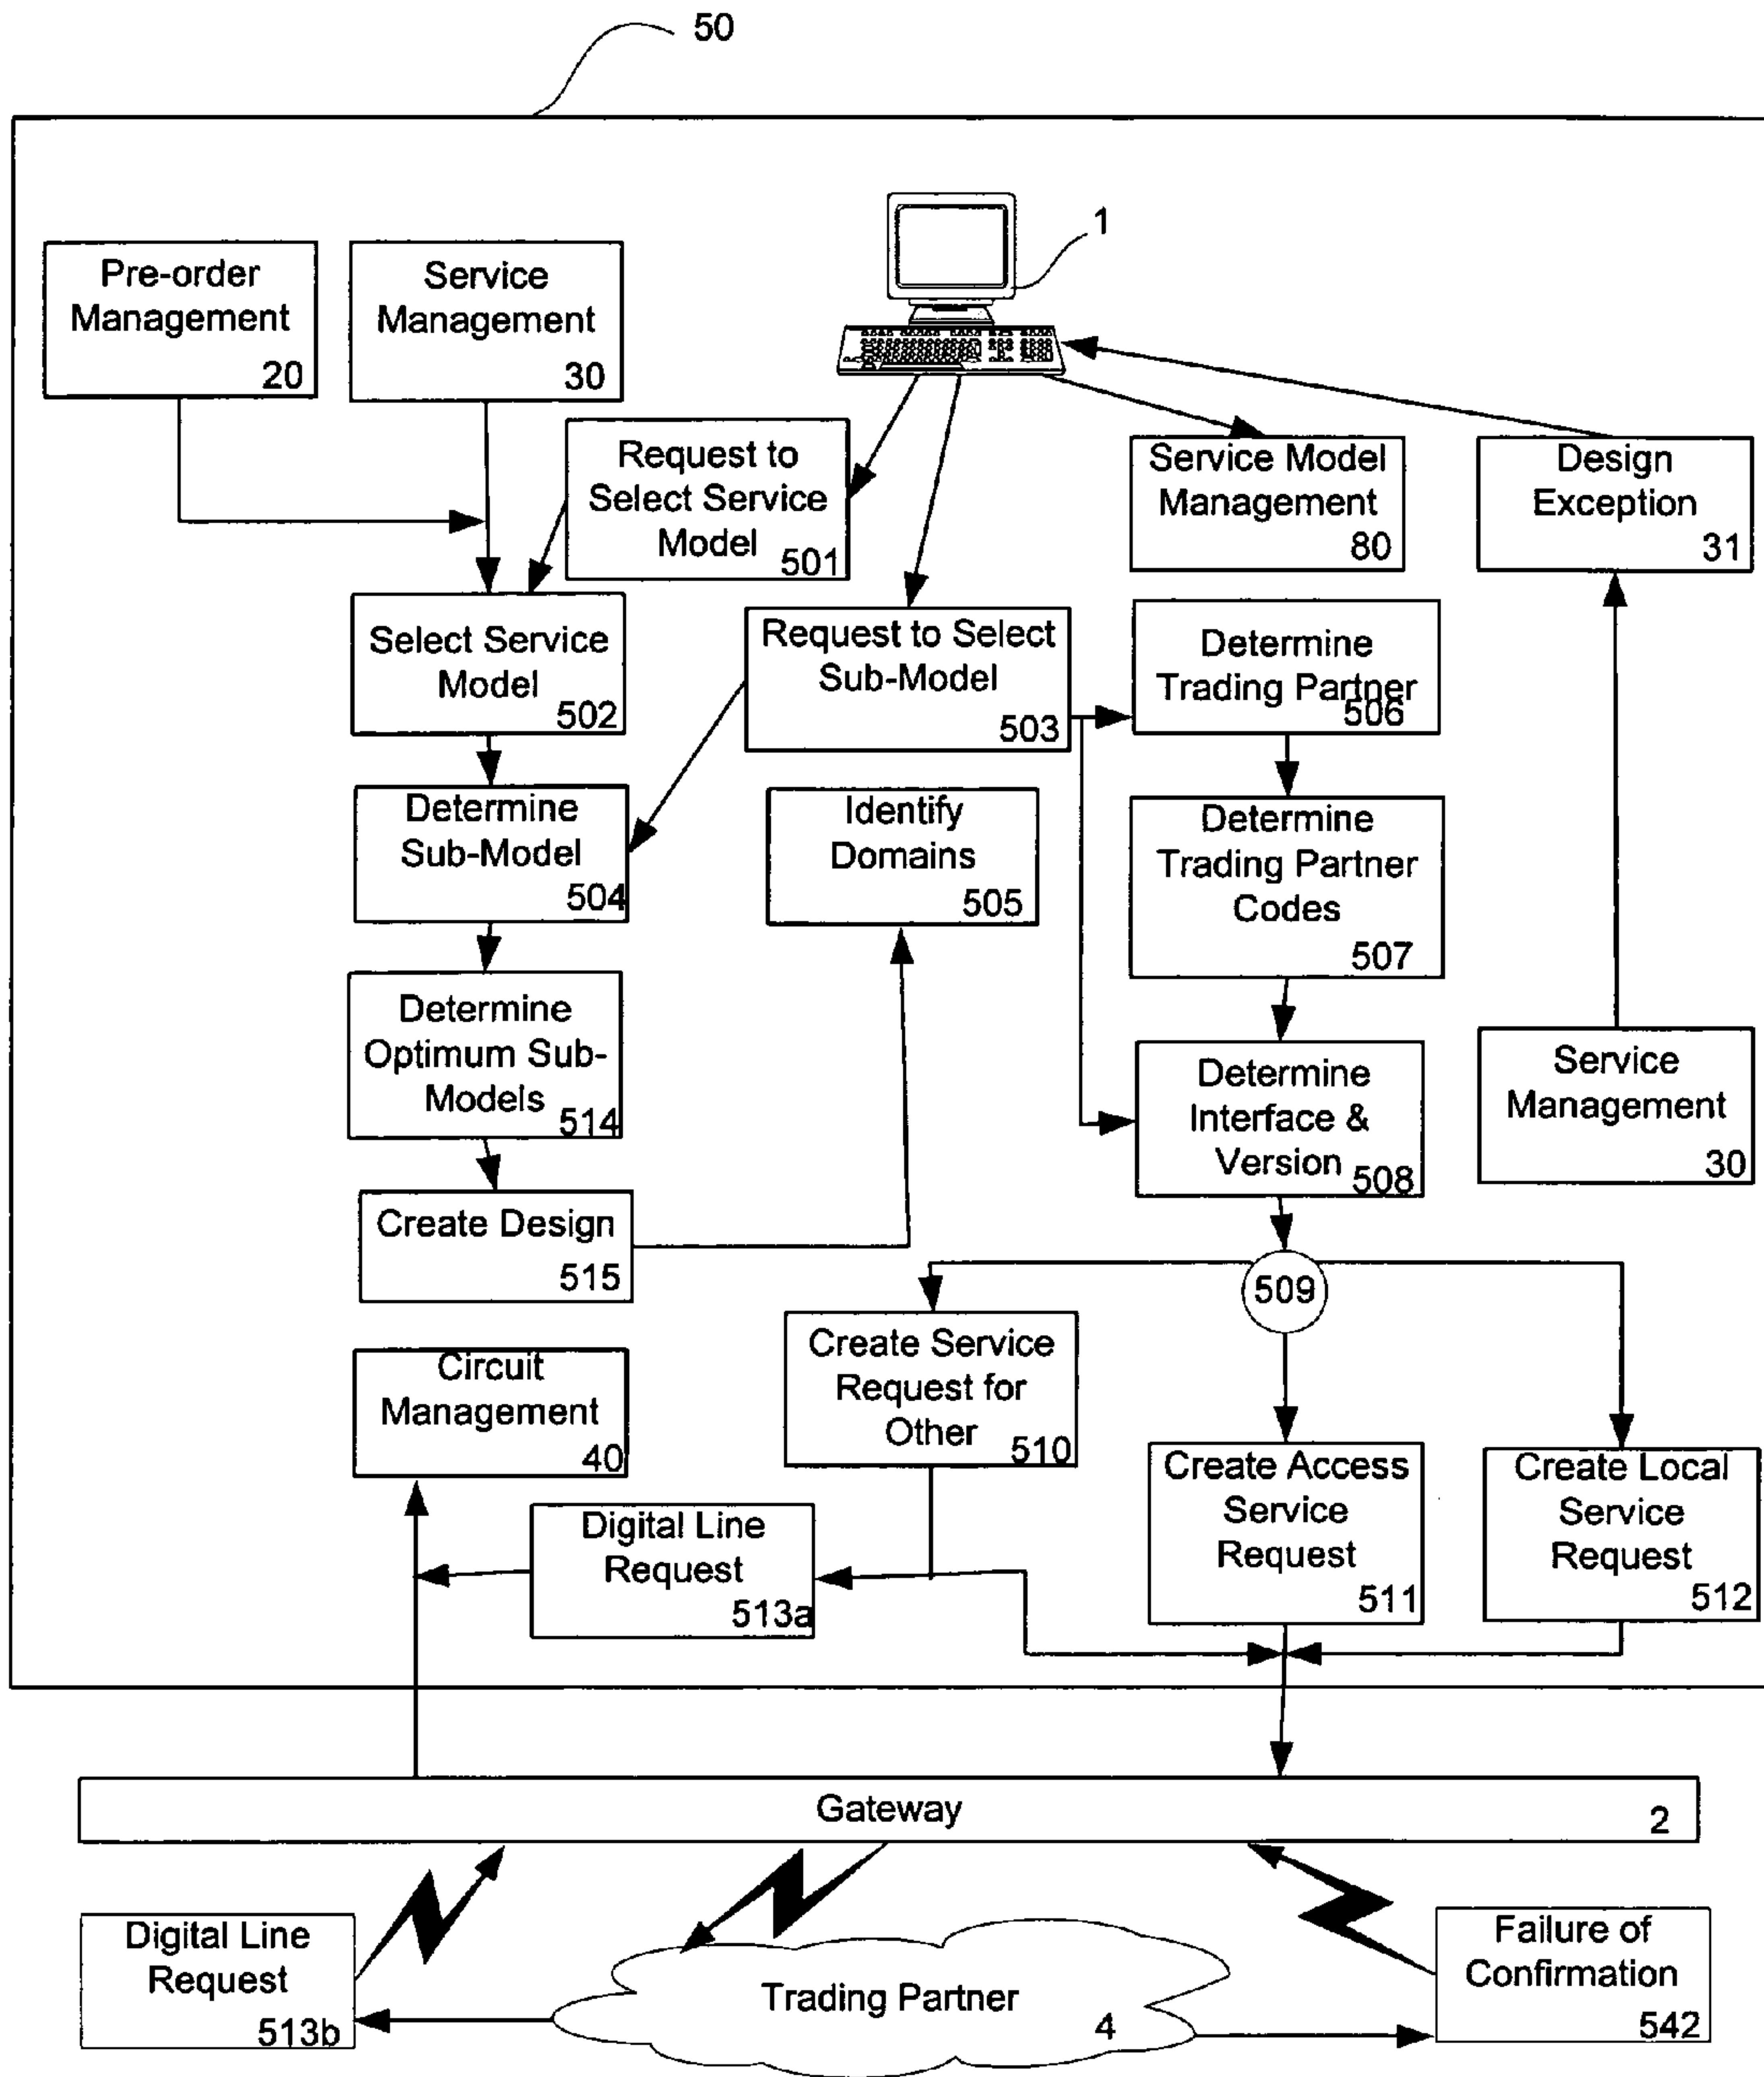 50
1
Pre-order
Management
20
Service
Management
30
Request to
Select Service
Model
501
Service Model
Management
80
Design
Exception
31
Select Service
Model
502
Request to Select
Sub-Model
503
Determine
Trading Partner
506
Determine
Sub-Model
504
Identify
Domains
505
Determine
Trading Partner
Codes
507
Determine
Optimum Sub-
Models
514
Determine
Interface &
Version
508
Service
Management
30
Create Design
515
509
Circuit
Management
40
Create Service
Request for
Other
510
Create Access
Service
Request
511
Create Local
Service
Request
512
Digital Line
Request
513a
Gateway
2
Digital Line
Request
513b
Trading Partner
4
Failure of
Confirmation
542